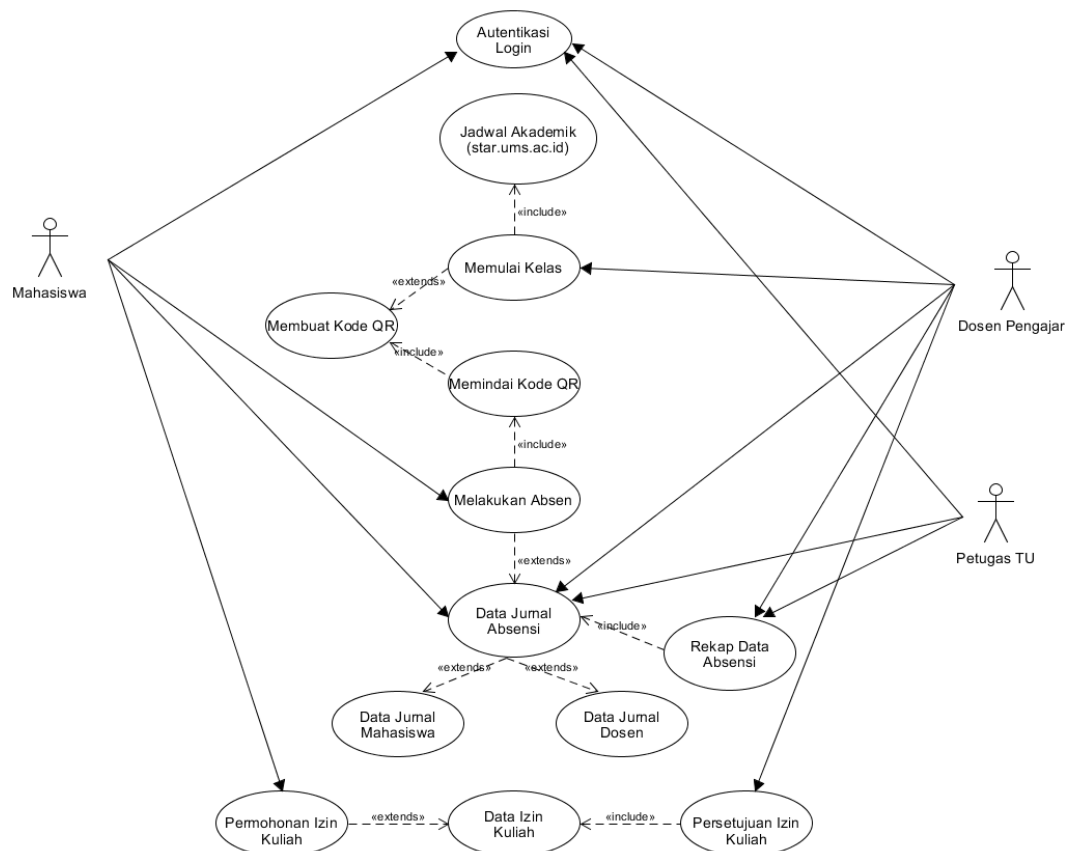 Autentikasi
Login
Jadwal Akademik
(star.ums.ac.id)
«include»
Mahasiswa
Memulai Kelas
«extends»
Membuat Kode QR
Dosen Pengajar
«include»
Memindai Kode QR
«include»
Melakukan Absen
Petugas TU
«extends»
Data Jurnal
Absensi
«include»
Rekap Data
Absensi
«extends»
«extends»
Data Jurnal
Mahasiswa
Data Jurnal
Dosen
Permohonan Izin
Kuliah
«extends»
Data Izin
Kuliah
«include»
Persetujuan Izin
Kuliah